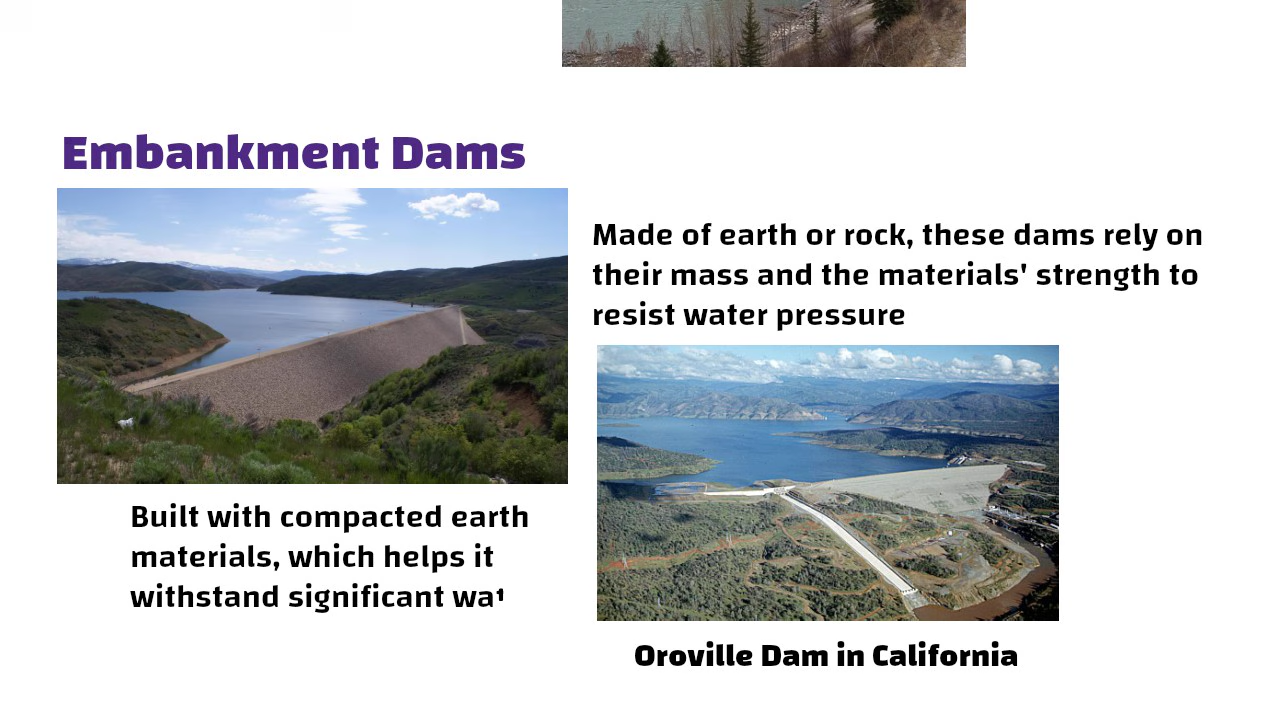 Embankment Dams
Made of earth or rock, these dams rely on
their mass and the materials' strength to
resist water pressure
Built with compacted earth
materials, which helps it
withstand significant
Oroville Dam in California